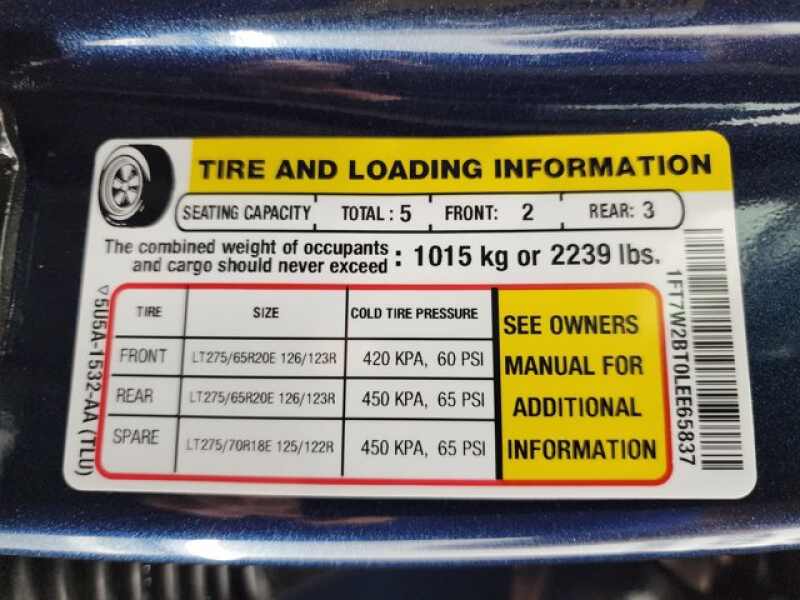 TIRE AND LOADING INFORMATION
SEATING CAPACITY TOTAL : 5 FRONT: 2 REAR: 3
The combined weight of occupants
and cargo should never exceed : 1015 kg or 2239 lbs.
TIRE SIZE COLD TIRE PRESSURE
FRONT LT275/65R20E 126/123R 420 KPA, 60 PSI
REAR LT275/65R20E 126/123R 450 KPA, 65 PSI
SPARE LT275/70R18E 125/122R 450 KPA, 65 PSI
SEE OWNERS
MANUAL FOR
ADDITIONAL
INFORMATION
5U5A-1532-AA (TLU)
1FT7W2BT0LEE65837